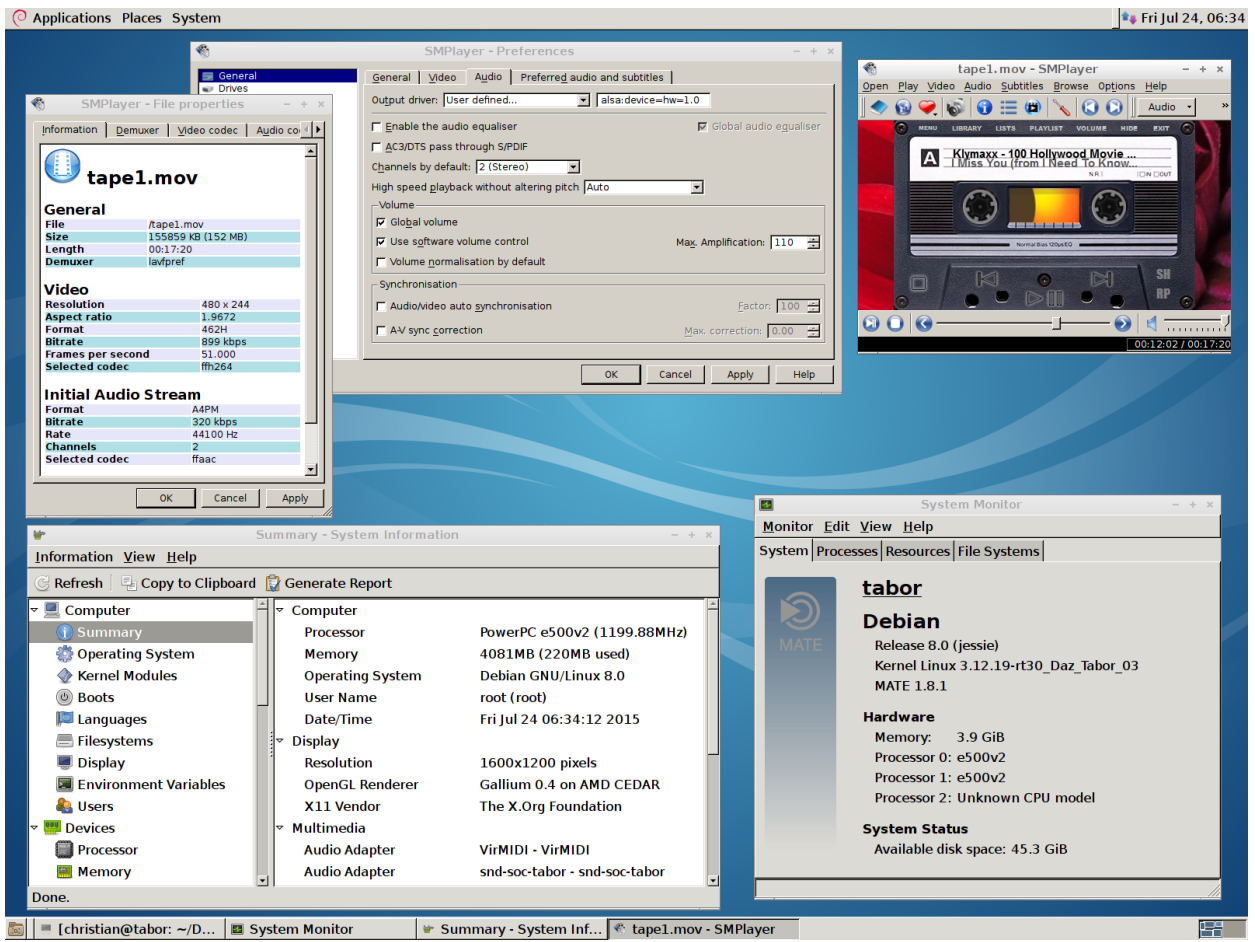 Applications Places System
Fri Jul 24, 06:34
SMPlayer - Preferences
General
Drives
General Video Audio Preferred audio and subtitles
Output driver: User defined... alsa:device=hw=1.0
Enable the audio equaliser Global audio equaliser
AC3/DTS pass through S/PDIF
Channels by default: 2 (Stereo)
High speed playback without altering pitch Auto
Volume
Global volume
Use software volume control Max. Amplification: 110
Volume normalisation by default
Synchronisation
Audio/video auto synchronisation Factor: 100
A-V sync correction Max. correction: 0.00
OK Cancel Apply Help
SMPlayer - File properties
Information Demuxer Video codec Audio co
tape1.mov
General
File /tape1.mov
Size 155859 KB (152 MB)
Length 00:17:20
Demuxer lavfpref
Video
Resolution 480 x 244
Aspect ratio 1.9672
Format 462H
Bitrate 899 kbps
Frames per second 51.000
Selected codec ffh264
Initial Audio Stream
Format A4PM
Bitrate 320 kbps
Rate 44100 Hz
Channels 2
Selected codec ffaac
OK Cancel Apply
tape1.mov - SMPlayer
Open Play Video Audio Subtitles Browse Options Help
Audio »
MENU LIBRARY LISTS PLAYLIST VOLUME HIDE EXIT
A Klymaxx - 100 Hollywood Movie ...
I Miss You (from I Need To Know...
N.R. IN OUT
Normal Bias 120µs EQ
SH
RP
00:12:02 / 00:17:20
Summary - System Information
Information View Help
Refresh Copy to Clipboard Generate Report
Computer
Summary
Operating System
Kernel Modules
Boots
Languages
Filesystems
Display
Environment Variables
Users
Devices
Processor
Memory
Computer
Processor PowerPC e500v2 (1199.88MHz)
Memory 4081MB (220MB used)
Operating System Debian GNU/Linux 8.0
User Name root (root)
Date/Time Fri Jul 24 06:34:12 2015
Display
Resolution 1600x1200 pixels
OpenGL Renderer Gallium 0.4 on AMD CEDAR
X11 Vendor The X.Org Foundation
Multimedia
Audio Adapter VirMIDI - VirMIDI
Audio Adapter snd-soc-tabor - snd-soc-tabor
Done.
System Monitor
Monitor Edit View Help
System Processes Resources File Systems
MATE
tabor
Debian
Release 8.0 (jessie)
Kernel Linux 3.12.19-rt30_Daz_Tabor_03
MATE 1.8.1
Hardware
Memory: 3.9 GiB
Processor 0: e500v2
Processor 1: e500v2
Processor 2: Unknown CPU model
System Status
Available disk space: 45.3 GiB
[christian@tabor: ~/D... System Monitor Summary - System Inf... tape1.mov - SMPlayer